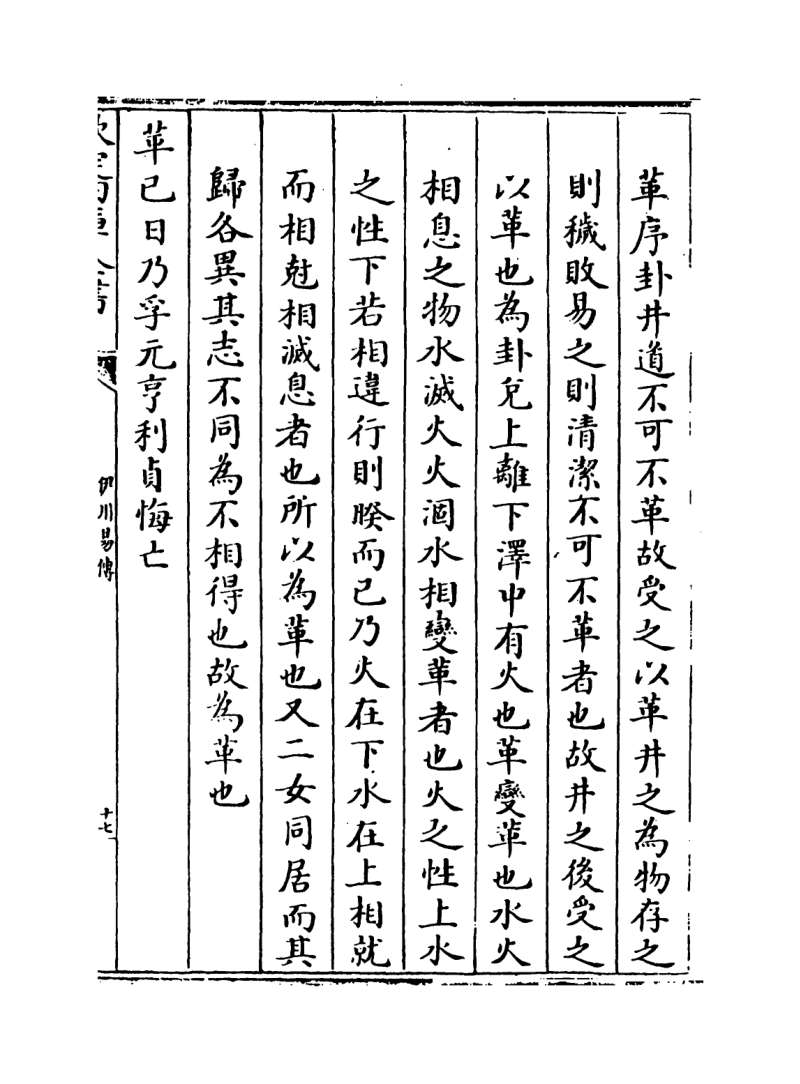 革序卦井道不可不革故受之以革井之為物存之
則穢敗易之則清潔不可不革者也故井之後受之
以革也為卦兌上離下澤中有火也革變革也水火
相息之物水滅火火涸水相變革者也火之性上水
之性下若相違行則睽而已乃火在下水在上相就
而相尅相滅息者也所以為革也又二女同居而其
歸各異其志不同為不相得也故為革也
革已日乃孚元亨利貞悔亡
伊川易傳
十七